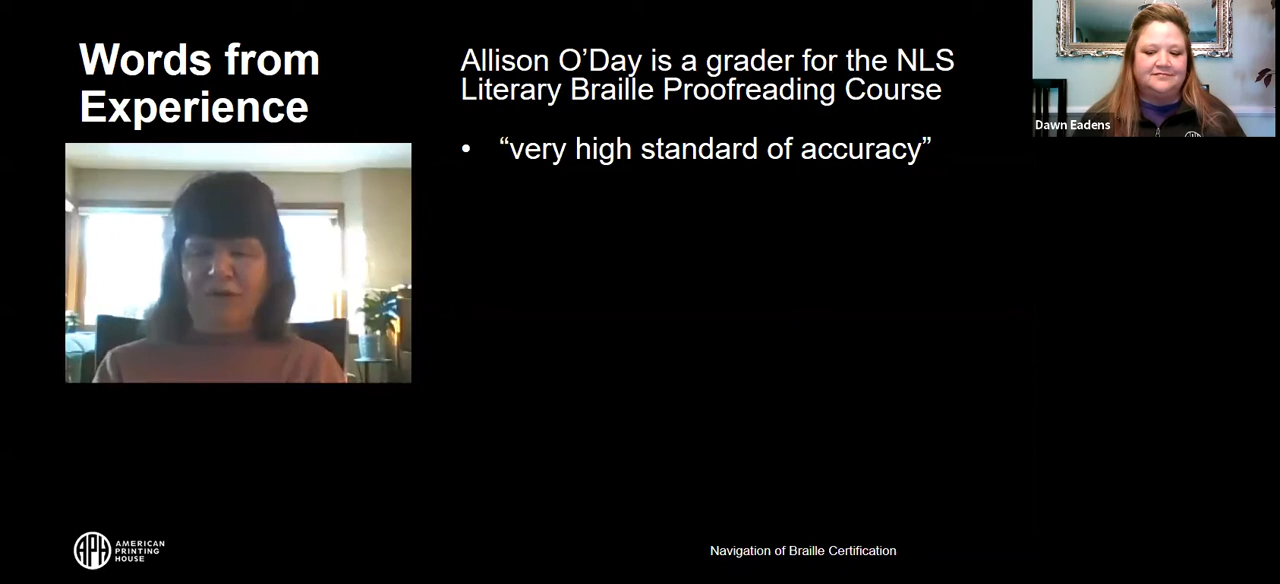 Words from
Experience
Allison O’Day is a grader for the NLS
Literary Braille Proofreading Course
• “very high standard of accuracy”
Dawn Eadens
APH
AMERICAN
PRINTING
HOUSE
Navigation of Braille Certification